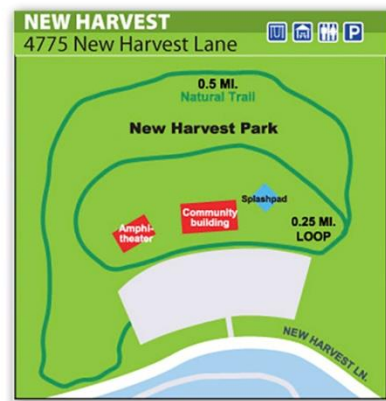 NEW HARVEST
4775 New Harvest Lane
P
0.5 MI.
Natural Trail
New Harvest Park
Splashpad
Community
building
Amphi-
theater
0.25 MI.
LOOP
NEW HARVEST LN.